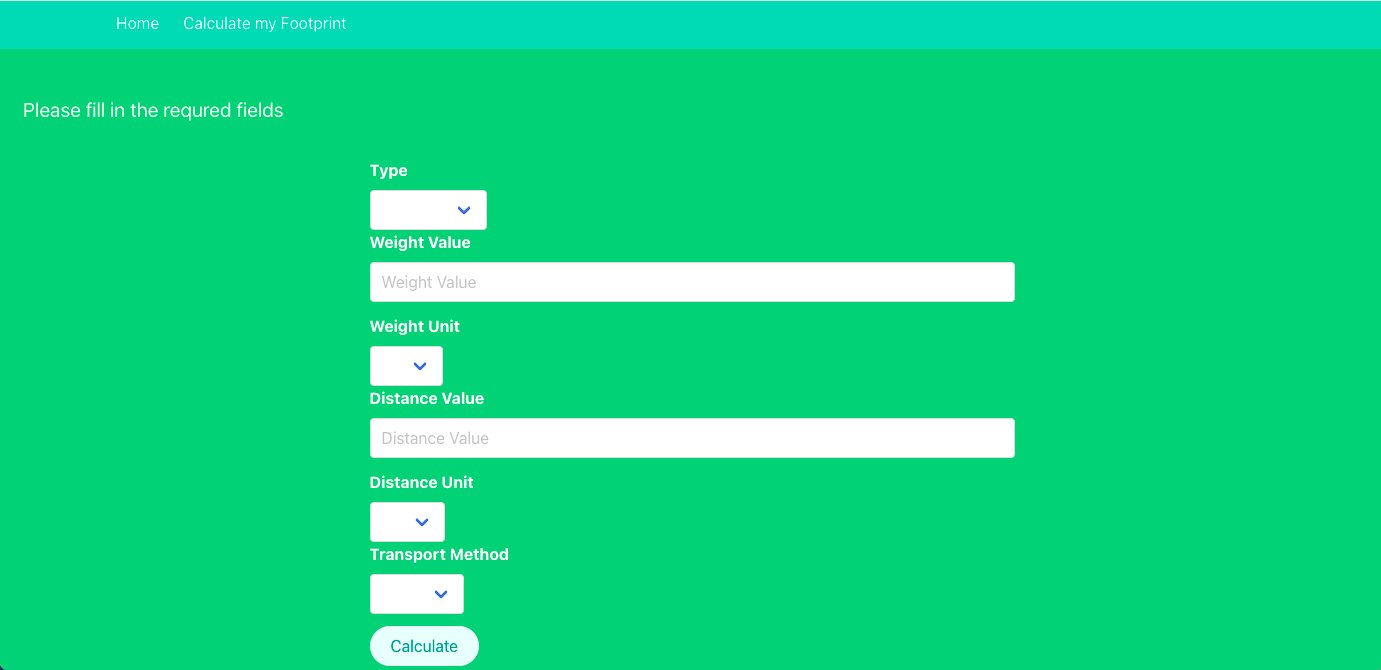 Home Calculate my Footprint
Please fill in the requred fields
Type
Weight Value
Weight Value
Weight Unit
Distance Value
Distance Value
Distance Unit
Transport Method
Calculate